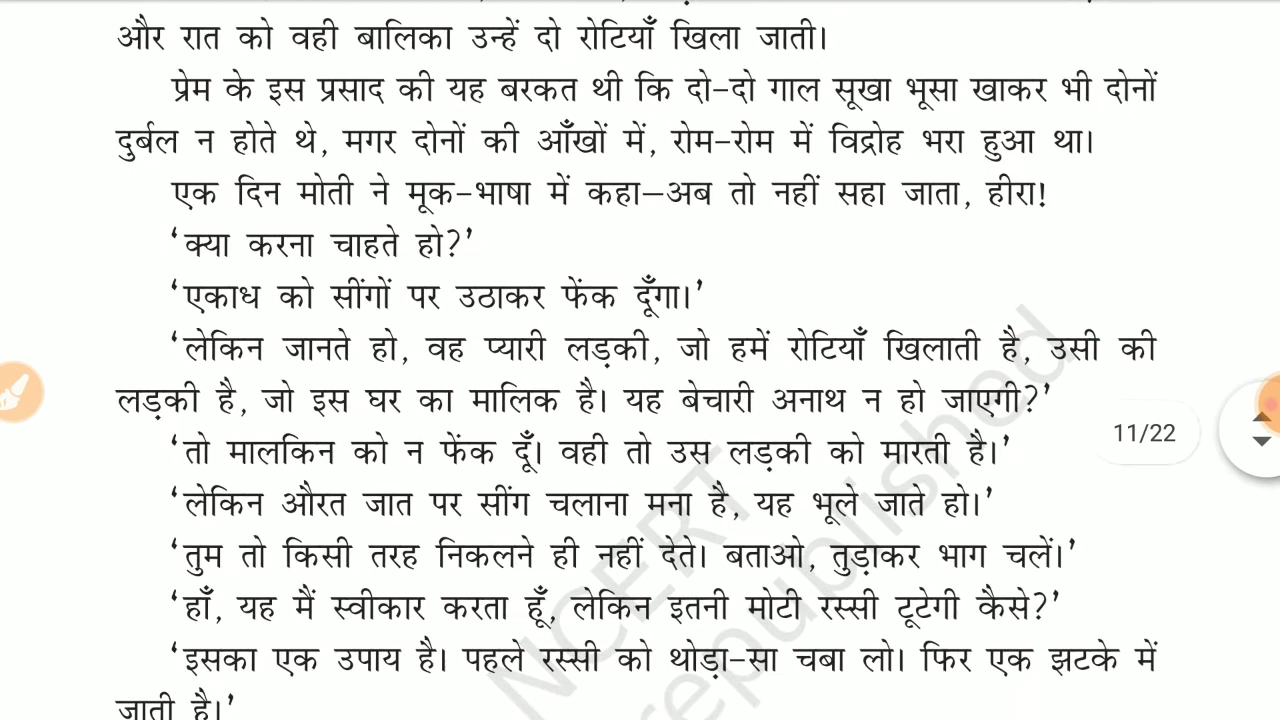 और रात को वही बालिका उन्हें दो रोटियाँ खिला जाती।
प्रेम के इस प्रसाद की यह बरकत थी कि दो-दो गाल सूखा भूसा खाकर भी दोनों
दुर्बल न होते थे, मगर दोनों की आँखों में, रोम-रोम में विद्रोह भरा हुआ था।
एक दिन मोती ने मूक-भाषा में कहा—अब तो नहीं सहा जाता, हीरा!
‘क्या करना चाहते हो?’
‘एकाध को सींगों पर उठाकर फेंक दूँगा।’
‘लेकिन जानते हो, वह प्यारी लड़की, जो हमें रोटियाँ खिलाती है, उसी की
लड़की है, जो इस घर का मालिक है। यह बेचारी अनाथ न हो जाएगी?’
11/22
‘तो मालकिन को न फेंक दूँ। वही तो उस लड़की को मारती है।’
‘लेकिन औरत जात पर सींग चलाना मना है, यह भूले जाते हो।’
‘तुम तो किसी तरह निकलने ही नहीं देते। बताओ, तुड़ाकर भाग चलें।’
‘हाँ, यह मैं स्वीकार करता हूँ, लेकिन इतनी मोटी रस्सी टूटेगी कैसे?’
‘इसका एक उपाय है। पहले रस्सी को थोड़ा-सा चबा लो। फिर एक झटके में
जाती है।’
NCERT
republished